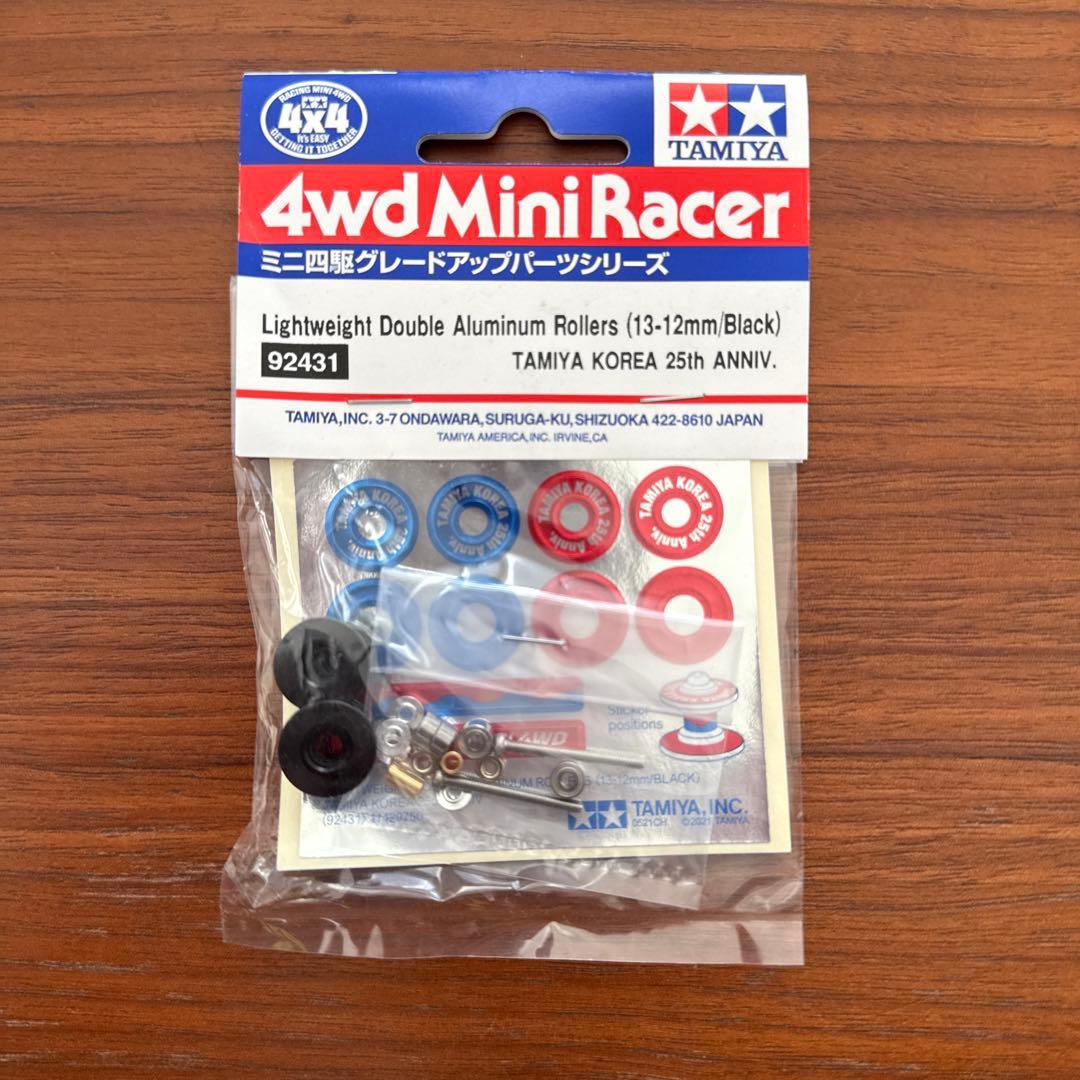 RACING MINI 4WD
4x4
It's EASY
GETTING IT TOGETHER
TAMIYA
4wd Mini Racer
ミニ四駆グレードアップパーツシリーズ
Lightweight Double Aluminum Rollers (13-12mm/Black)
92431
TAMIYA KOREA 25th ANNIV.
TAMIYA, INC. 3-7 ONDAWARA, SURUGA-KU, SHIZUOKA 422-8610 JAPAN
TAMIYA AMERICA, INC. IRVINE, CA
TAMIYA KOREA 25th Anniv.
TAMIYA KOREA 25th Anniv.
TAMIYA KOREA 25th Anniv.
TAMIYA KOREA 25th Anniv.
Sticker
positions
4WD
(13-12mm/BLACK)
TAMIYA, INC.
0521CH ©2021 TAMIYA